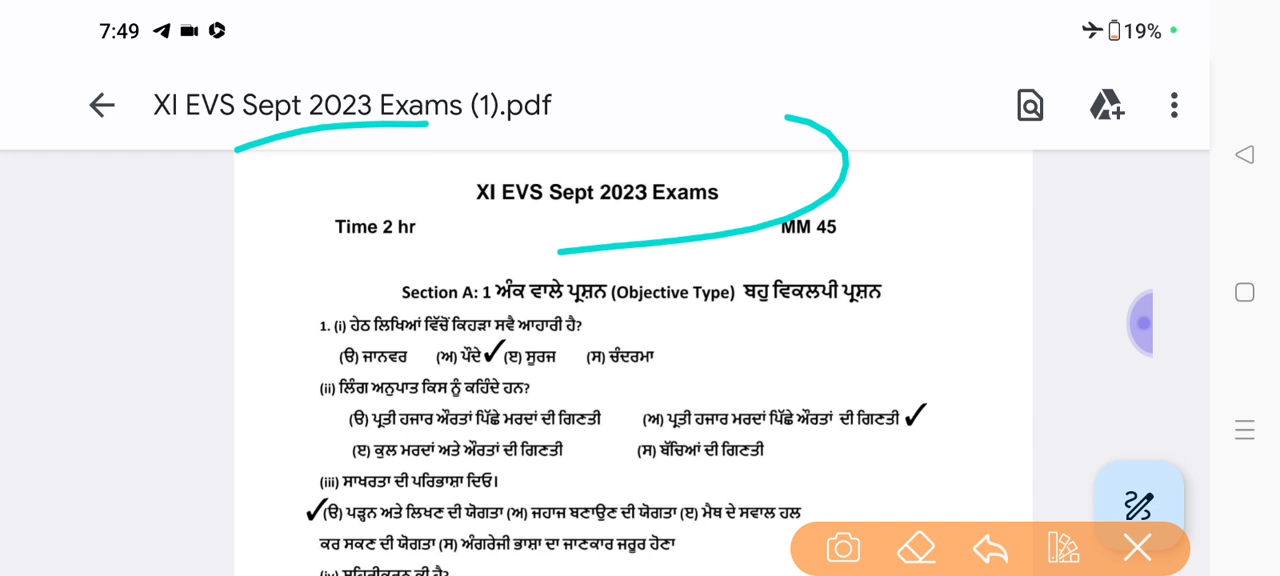 7:49 19%
XI EVS Sept 2023 Exams (1).pdf
XI EVS Sept 2023 Exams
Time 2 hr MM 45
Section A: 1 ਅੰਕ ਵਾਲੇ ਪ੍ਰਸ਼ਨ (Objective Type) ਬਹੁ ਵਿਕਲਪੀ ਪ੍ਰਸ਼ਨ
1. (i) ਹੇਠ ਲਿਖਿਆਂ ਵਿੱਚੋਂ ਕਿਹੜਾ ਸਵੈ ਆਹਾਰੀ ਹੈ?
(ੳ) ਜਾਨਵਰ (ਅ) ਪੌਦੇ (ੲ) ਸੂਰਜ (ਸ) ਚੰਦਰਮਾ
(ii) ਲਿੰਗ ਅਨੁਪਾਤ ਕਿਸ ਨੂੰ ਕਹਿੰਦੇ ਹਨ?
(ੳ) ਪ੍ਰਤੀ ਹਜਾਰ ਔਰਤਾਂ ਪਿੱਛੇ ਮਰਦਾਂ ਦੀ ਗਿਣਤੀ (ਅ) ਪ੍ਰਤੀ ਹਜਾਰ ਮਰਦਾਂ ਪਿੱਛੇ ਔਰਤਾਂ ਦੀ ਗਿਣਤੀ
(ੲ) ਕੁਲ ਮਰਦਾਂ ਅਤੇ ਔਰਤਾਂ ਦੀ ਗਿਣਤੀ (ਸ) ਬੱਚਿਆਂ ਦੀ ਗਿਣਤੀ
(iii) ਸਾਖਰਤਾ ਦੀ ਪਰਿਭਾਸ਼ਾ ਦਿਓ।
(ੳ) ਪੜ੍ਹਨ ਅਤੇ ਲਿਖਣ ਦੀ ਯੋਗਤਾ (ਅ) ਜਹਾਜ ਬਣਾਉਣ ਦੀ ਯੋਗਤਾ (ੲ) ਮੈਥ ਦੇ ਸਵਾਲ ਹਲ
ਕਰ ਸਕਣ ਦੀ ਯੋਗਤਾ (ਸ) ਅੰਗਰੇਜੀ ਭਾਸ਼ਾ ਦਾ ਜਾਣਕਾਰ ਜਰੂਰ ਹੋਣਾ